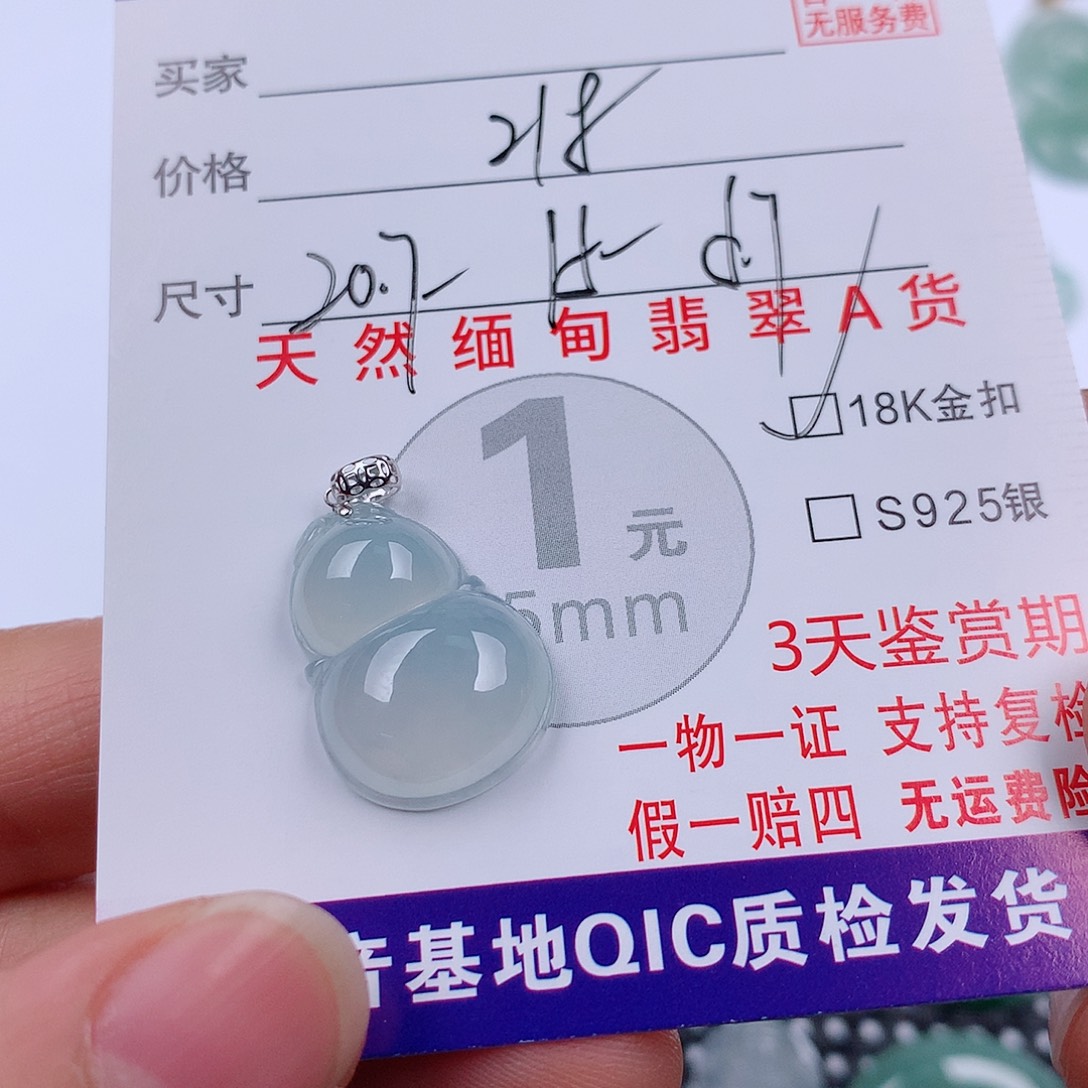 无服务费
买家
价格 218
尺寸 20.7
天然缅甸翡翠A货
18K金扣
1元
S925银
5mm
3天鉴赏期
一物一证 支持复检
假一赔四 无运费险
基地QIC质检发货